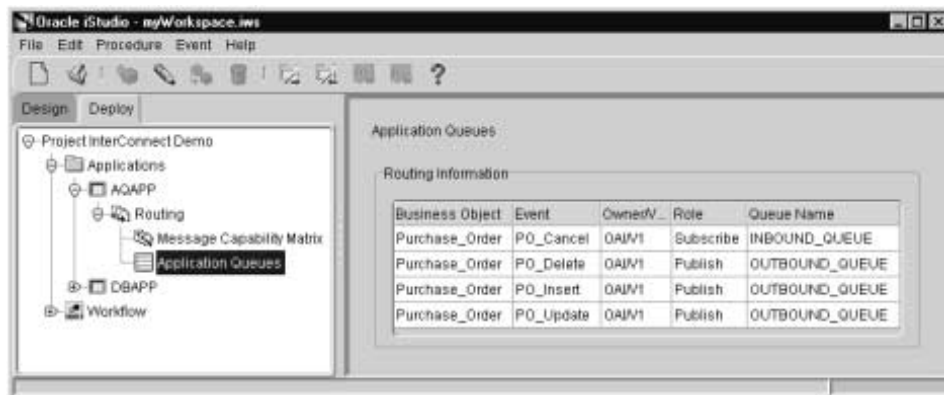 Oracle iStudio - myWorkspace.iws
File Edit Procedure Event Help
Design Deploy
Project InterConnect Demo
Applications
AQAPP
Routing
Message Capability Matrix
Application Queues
DBAPP
Workflow
Application Queues
Routing Information
Business Object Event Owner/V... Role Queue Name
Purchase_Order PO_Cancel OAI/V1 Subscribe INBOUND_QUEUE
Purchase_Order PO_Delete OAI/V1 Publish OUTBOUND_QUEUE
Purchase_Order PO_Insert OAI/V1 Publish OUTBOUND_QUEUE
Purchase_Order PO_Update OAI/V1 Publish OUTBOUND_QUEUE